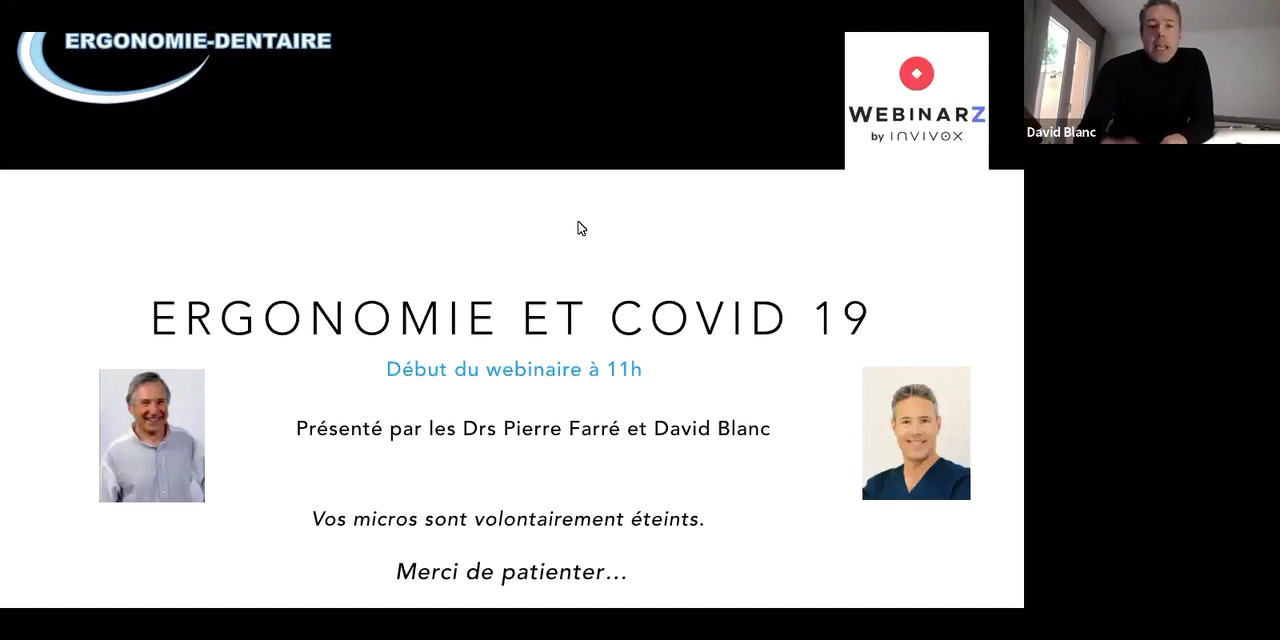 ERGONOMIE-DENTAIRE
WEBINARZ
by INVIVOX
David Blanc
ERGONOMIE ET COVID 19
Début du webinaire à 11h
Présenté par les Drs Pierre Farré et David Blanc
Vos micros sont volontairement éteints.
Merci de patienter...